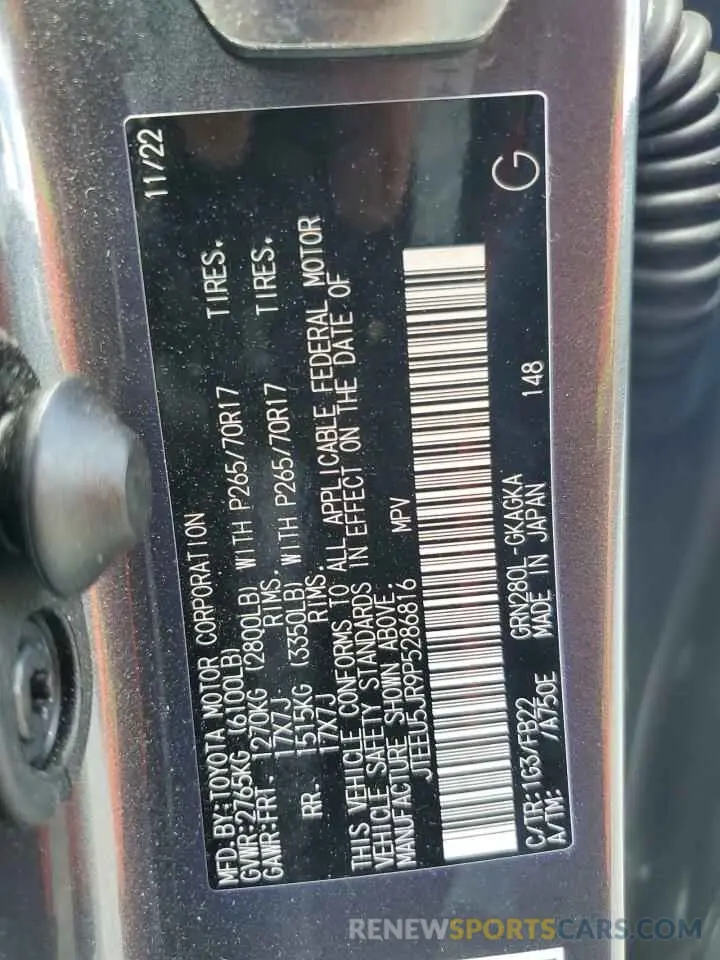 11/22
MFD.BY:TOYOTA MOTOR CORPORATION
GVWR:2765KG (6100LB)
GAWR:FRT. 1270KG (2800LB) WITH P265/70R17 TIRES.
17X7J RIMS.
RR. 1515KG (3350LB) WITH P265/70R17 TIRES.
17X7J RIMS.
THIS VEHICLE CONFORMS TO ALL APPLICABLE FEDERAL MOTOR
VEHICLE SAFETY STANDARDS IN EFFECT ON THE DATE OF
MANUFACTURE SHOWN ABOVE.
JTEEU5JR9P5286816 MPV
C/TR:1G3/FB22 GRN280L-GKAGKA 148
A/TM: /A750E MADE IN JAPAN
G
RENEWSPORTSCARS.COM